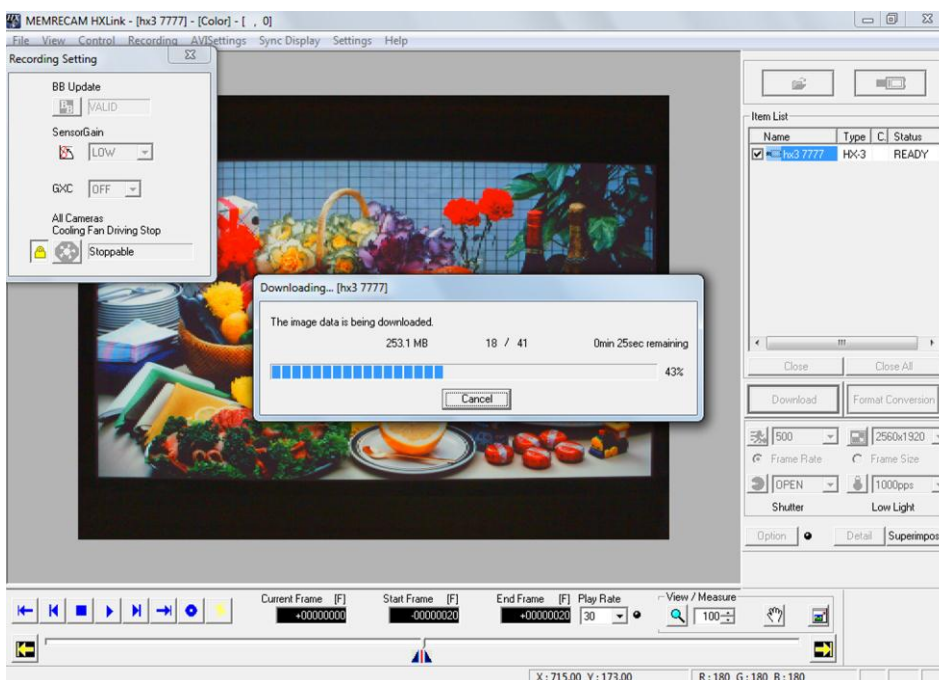 MEMRECAM HXLink - [hx3 7777] - [Color] - [ , 0]
File View Control Recording AVISettings Sync Display Settings Help
Recording Setting
BB Update
VALID
SensorGain
LOW
GXC OFF
All Cameras
Cooling Fan Driving Stop
Stoppable
Downloading... [hx3 7777]
The image data is being downloaded.
253.1 MB 18 / 41 0min 25sec remaining
43%
Cancel
Item List
Name Type C. Status
hx3 7777 HX-3 READY
Close Close All
Download Format Conversion
500 2560x1920
Frame Rate Frame Size
OPEN 1000pps
Shutter Low Light
Option Detail Superimpos
Current Frame [F] Start Frame [F] End Frame [F] Play Rate View / Measure
+00000000 -00000020 +00000020 30 100
X : 715.00 Y : 173.00 R : 180 G : 180 B : 180